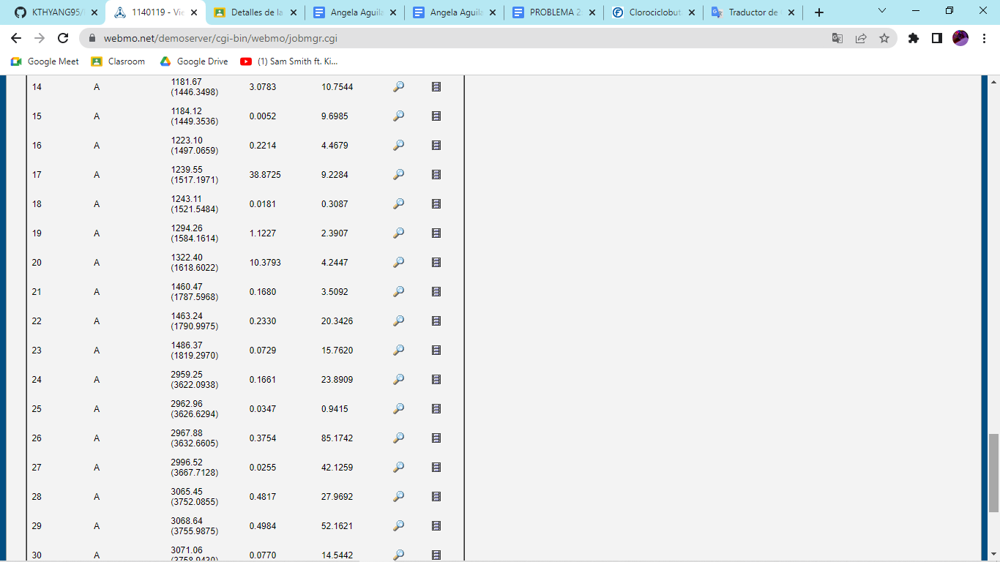 KTHYANG95/
1140119 - Vie
Detalles de la
Angela Aguila
Angela Aguila
PROBLEMA 2
Clorociclobut
Traductor de
webmo.net/demoserver/cgi-bin/webmo/jobmgr.cgi
Google Meet
Clasroom
Google Drive
(1) Sam Smith ft. Ki...
14 A 1181.67 3.0783 10.7544
(1446.3498)
15 A 1184.12 0.0052 9.6985
(1449.3536)
16 A 1223.10 0.2214 4.4679
(1497.0659)
17 A 1239.55 38.8725 9.2284
(1517.1971)
18 A 1243.11 0.0181 0.3087
(1521.5484)
19 A 1294.26 1.1227 2.3907
(1584.1614)
20 A 1322.40 10.3793 4.2447
(1618.6022)
21 A 1460.47 0.1680 3.5092
(1787.5968)
22 A 1463.24 0.2330 20.3426
(1790.9975)
23 A 1486.37 0.0729 15.7620
(1819.2970)
24 A 2959.25 0.1661 23.8909
(3622.0938)
25 A 2962.96 0.0347 0.9415
(3626.6294)
26 A 2967.88 0.3754 85.1742
(3632.6605)
27 A 2996.52 0.0255 42.1259
(3667.7128)
28 A 3065.45 0.4817 27.9692
(3752.0855)
29 A 3068.64 0.4984 52.1621
(3755.9875)
30 A 3071.06 0.0770 14.5442